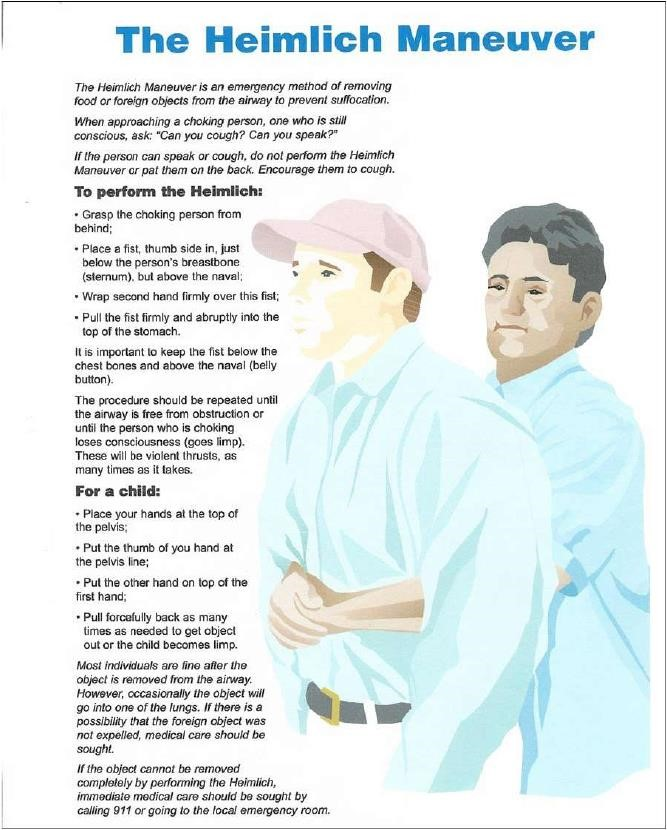 The Heimlich Maneuver
The Heimlich Maneuver is an emergency method of removing
food or foreign objects from the airway to prevent suffocation.
When approaching a choking person, one who is still
conscious, ask: “Can you cough? Can you speak?”
If the person can speak or cough, do not perform the Heimlich
Maneuver or pat them on the back. Encourage them to cough.
To perform the Heimlich:
• Grasp the choking person from
behind;
• Place a fist, thumb side in, just
below the person's breastbone
(sternum), but above the naval;
• Wrap second hand firmly over this fist;
• Pull the fist firmly and abruptly into the
top of the stomach.
It is important to keep the fist below the
chest bones and above the naval (belly
button).
The procedure should be repeated until
the airway is free from obstruction or
until the person who is choking
loses consciousness (goes limp).
These will be violent thrusts, as
many times as it takes.
For a child:
• Place your hands at the top of
the pelvis;
• Put the thumb of you hand at
the pelvis line;
• Put the other hand on top of the
first hand;
• Pull forcefully back as many
times as needed to get object
out or the child becomes limp.
Most individuals are fine after the
object is removed from the airway.
However, occasionally the object will
go into one of the lungs. If there is a
possibility that the foreign object was
not expelled, medical care should be
sought.
If the object cannot be removed
completely by performing the Heimlich,
immediate medical care should be sought by
calling 911 or going to the local emergency room.